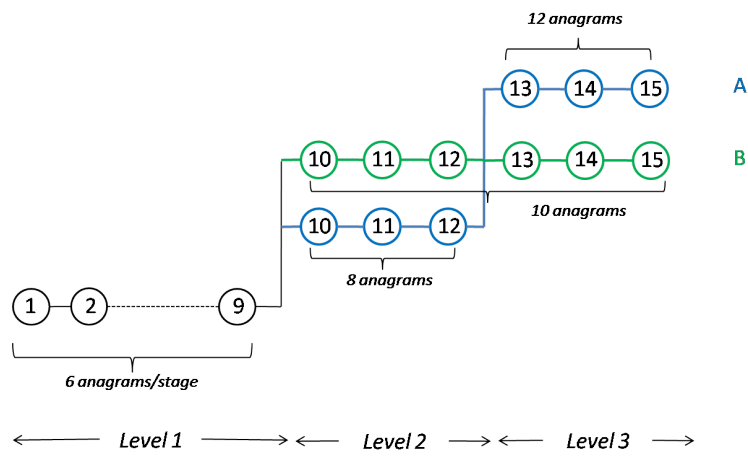 12 anagrams
13 14 15 A
10 11 12 13 14 15 B
10 anagrams
10 11 12
8 anagrams
1 2 9
6 anagrams/stage
Level 1 Level 2 Level 3